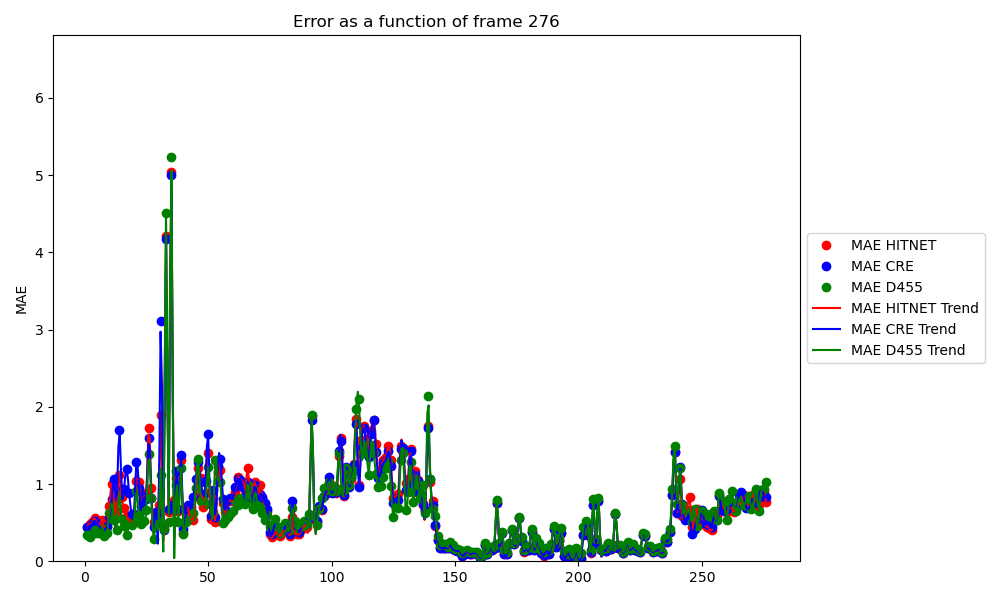 Error as a function of frame 276
MAE
6
5
4
3
2
1
0
0 50 100 150 200 250
MAE HITNET
MAE CRE
MAE D455
MAE HITNET Trend
MAE CRE Trend
MAE D455 Trend